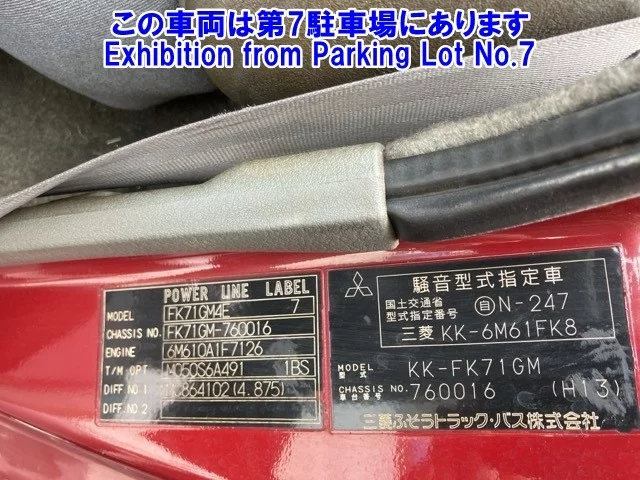 この車両は第7駐車場にあります
Exhibition from Parking Lot No.7
POWER LINE LABEL
MODEL FK71GM4E 7
CHASSIS NO. FK71GM-760016
ENGINE 6M610A1F7126
T/M OPT M050S6A491 1BS
DIFF NO.1 864102(4.875)
DIFF NO.2
騒音型式指定車
国土交通省
型式指定番号 自N-247
三菱 KK-6M61FK8
MODEL
型式 KK-FK71GM
CHASSIS NO.
車台番号 760016 (H13)
三菱ふそうトラック・バス株式会社